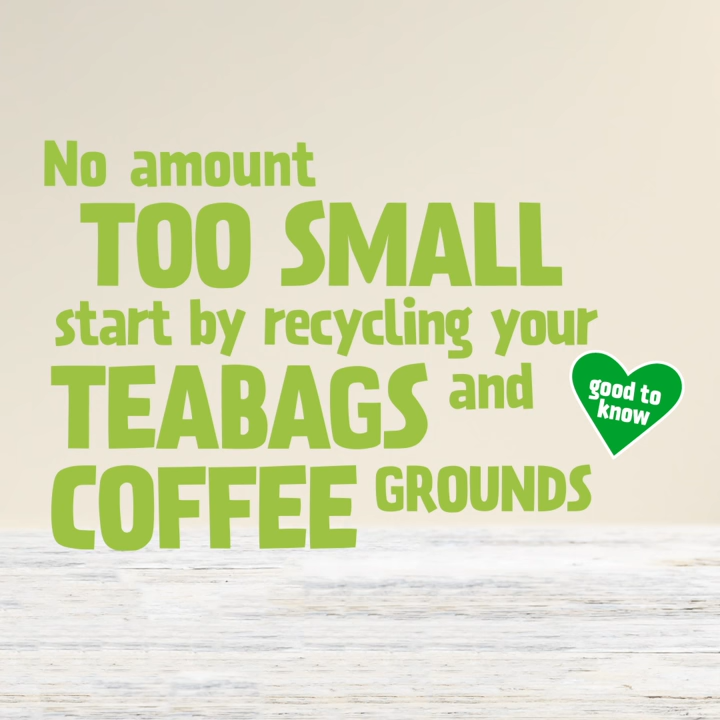 No amount
TOO SMALL
start by recycling your
TEABAGS and
COFFEE GROUNDS
good to
know